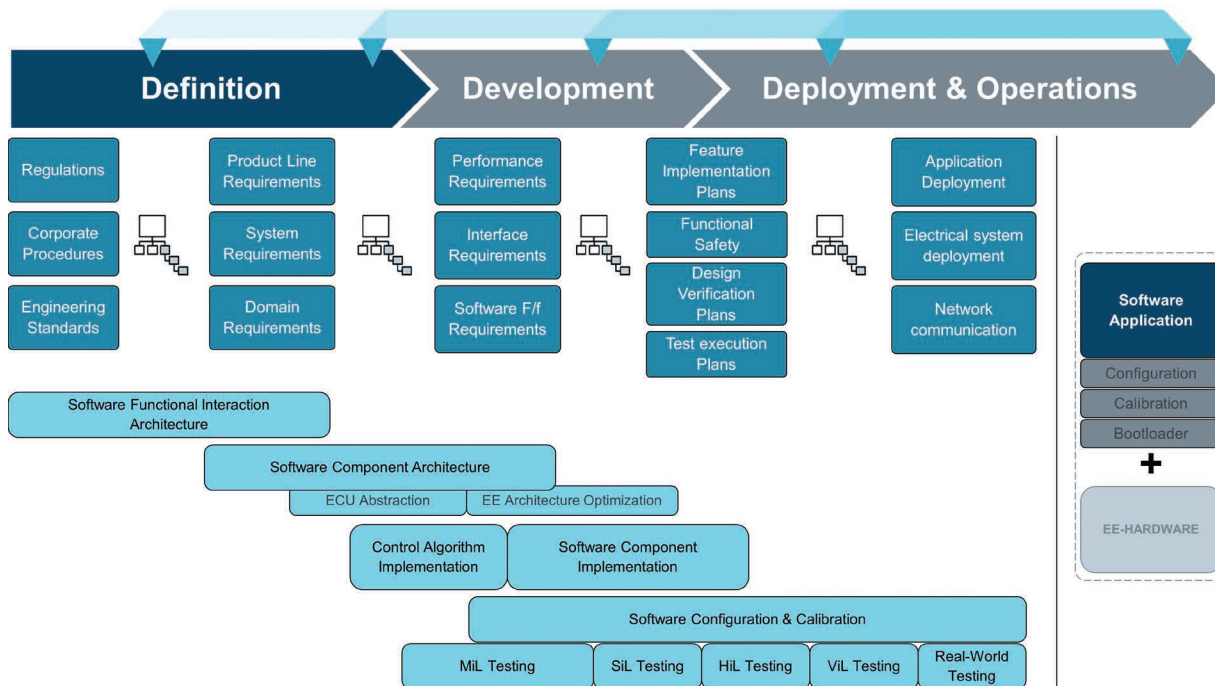 Definition
Development
Deployment & Operations
Regulations
Corporate
Procedures
Engineering
Standards
Product Line
Requirements
System
Requirements
Domain
Requirements
Performance
Requirements
Interface
Requirements
Software F/f
Requirements
Feature
Implementation
Plans
Functional
Safety
Design
Verification
Plans
Test execution
Plans
Application
Deployment
Electrical system
deployment
Network
communication
Software Functional Interaction
Architecture
Software Component Architecture
ECU Abstraction
EE Architecture Optimization
Control Algorithm
Implementation
Software Component
Implementation
Software Configuration & Calibration
MiL Testing
SiL Testing
HiL Testing
ViL Testing
Real-World
Testing
Software
Application
Configuration
Calibration
Bootloader
+
EE-HARDWARE